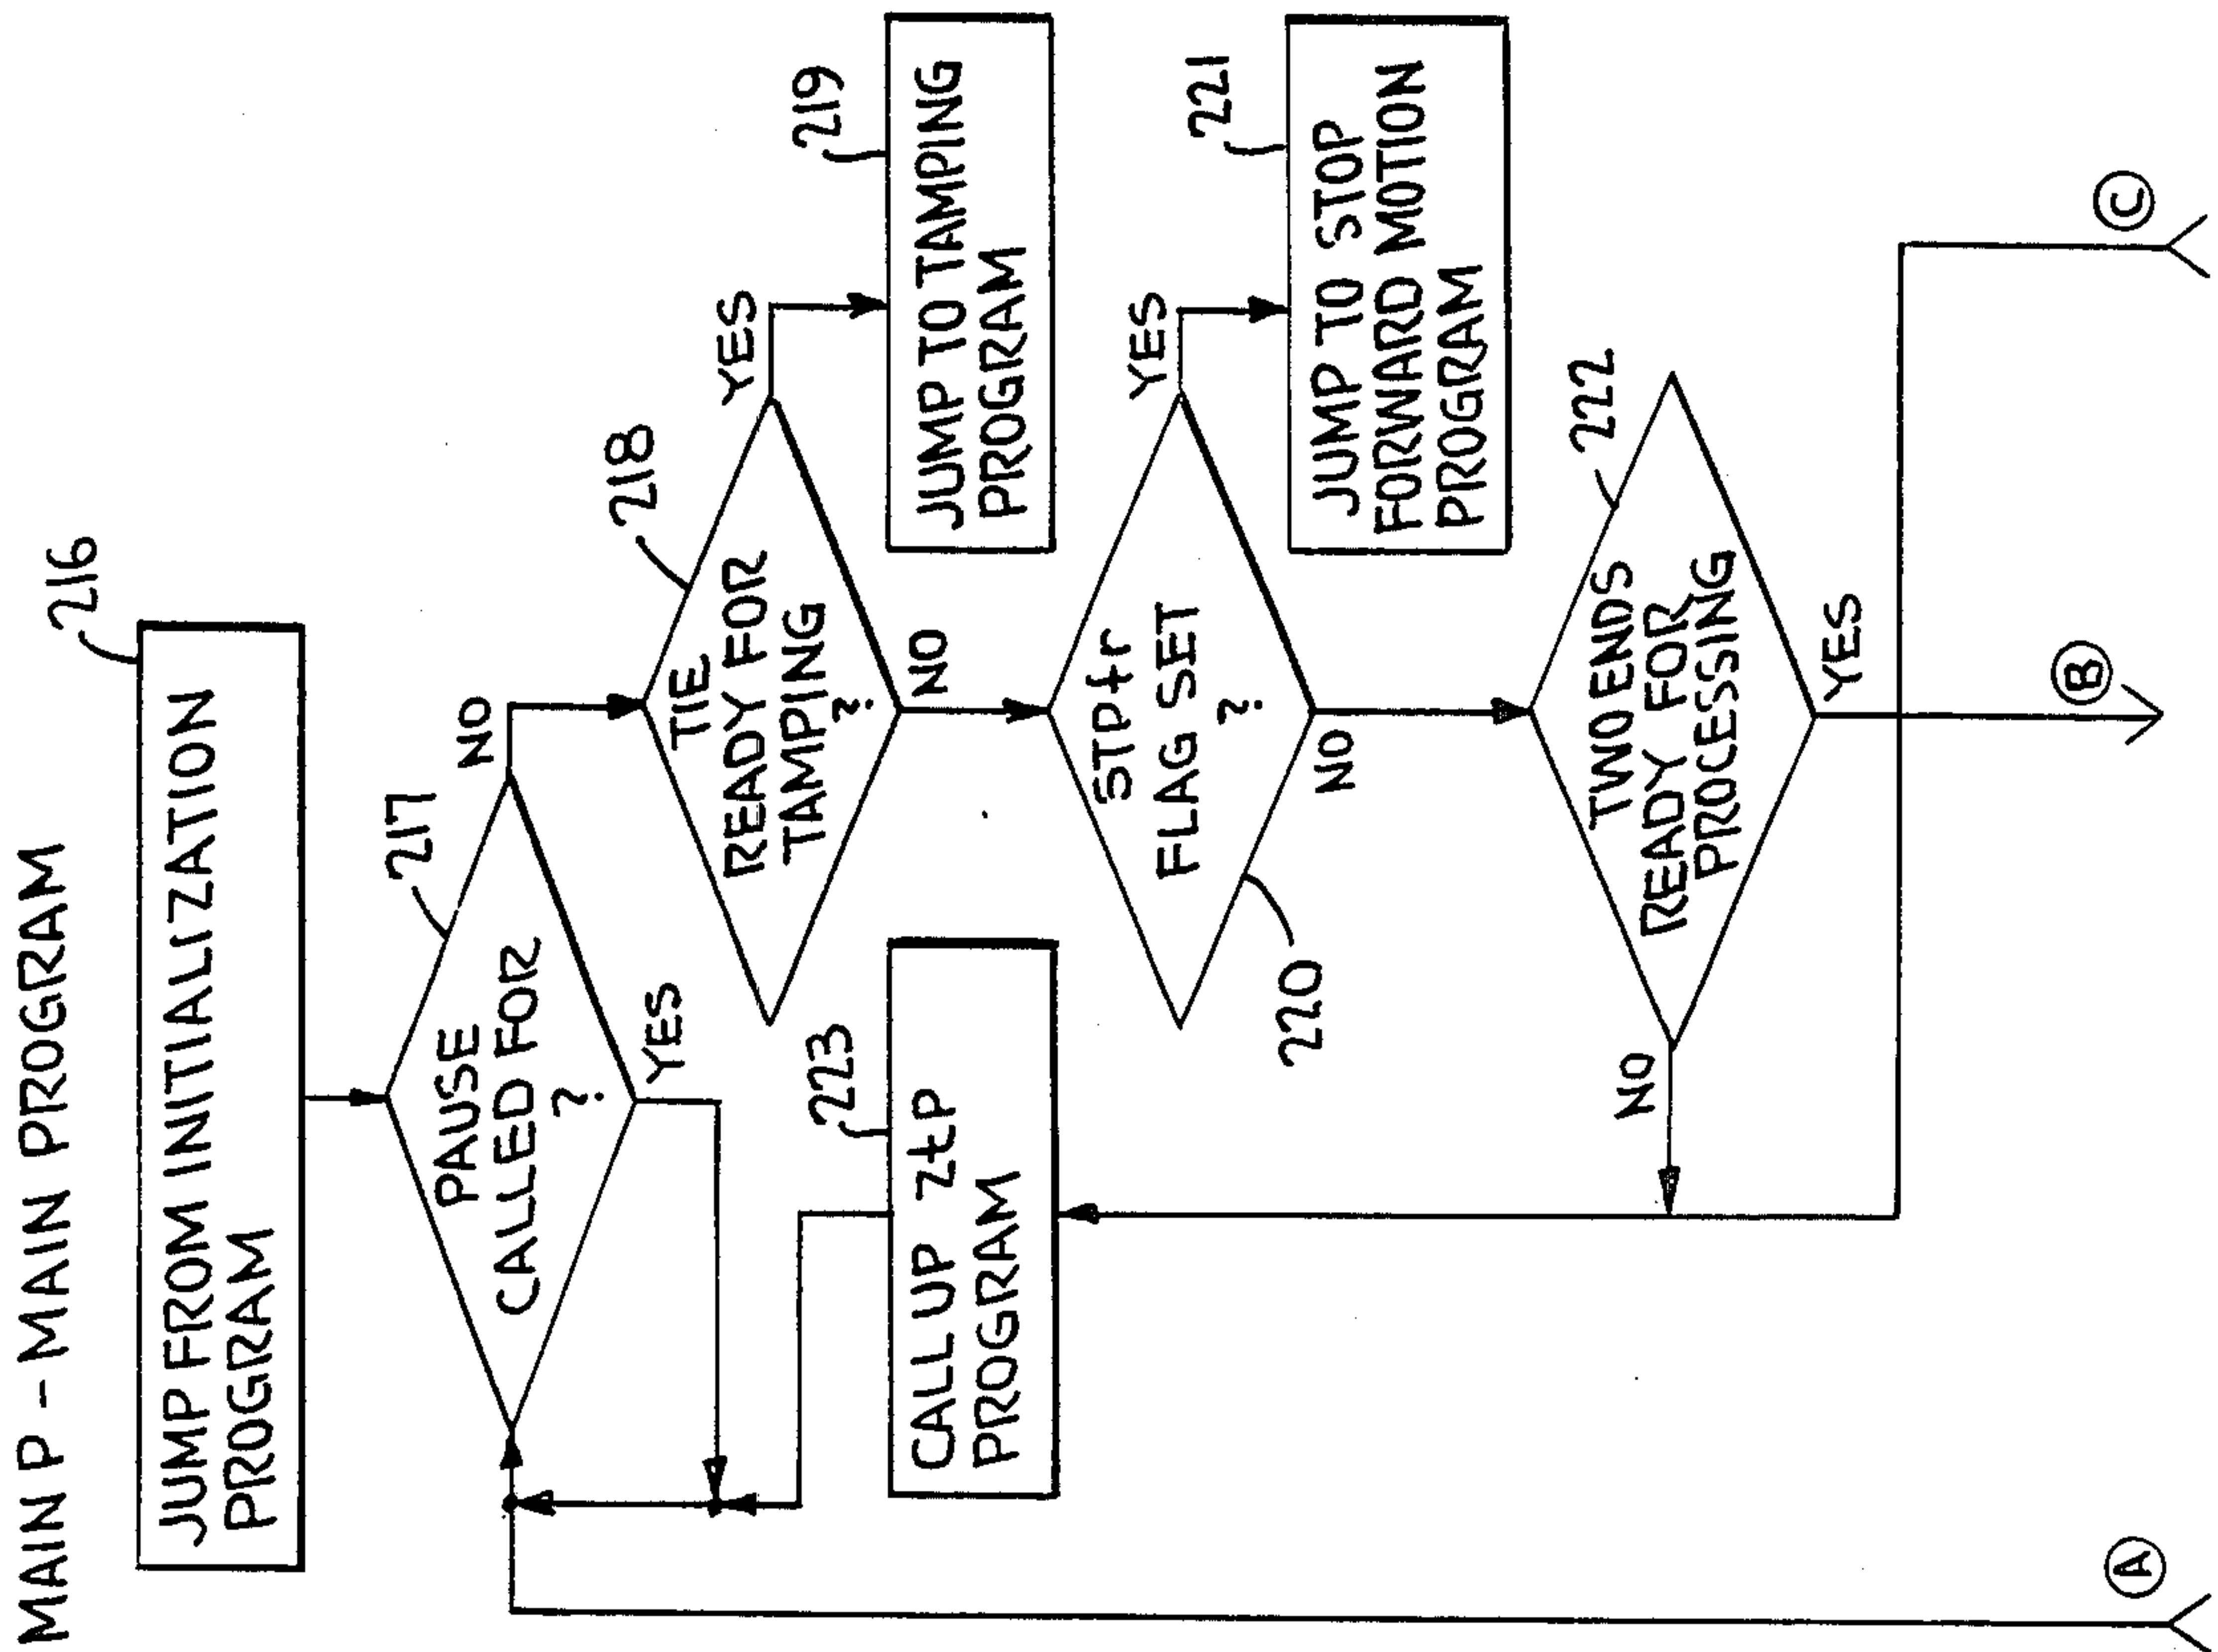 MAIN P - MAIN PROGRAM
216
JUMP FROM INITIALIZATION
PROGRAM
217
PAUSE
CALLED FOR
?
NO
YES
218
TIE
READY FOR
TAMPING
?
YES
NO
219
JUMP TO TAMPING
PROGRAM
223
CALL UP ztp
PROGRAM
220
STPtr
FLAG SET
?
YES
NO
221
JUMP TO STOP
FORWARD MOTION
PROGRAM
222
TWO ENDS
READY FOR
PROCESSING
NO
YES
A
B
C